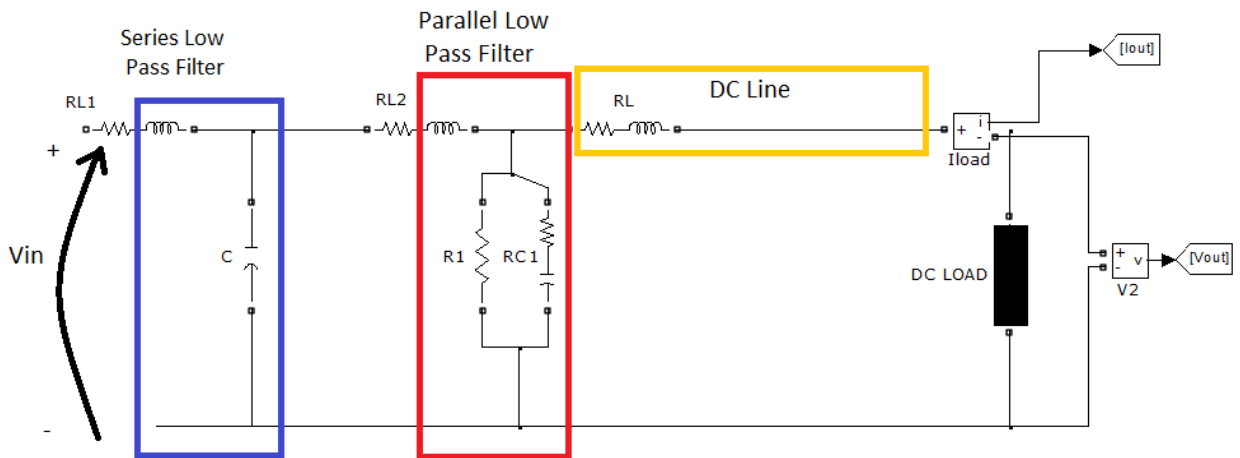 Series Low
Pass Filter
Parallel Low
Pass Filter
DC Line
[Iout]
RL1
RL2
RL
+
i
-
Iload
+
Vin
C
R1
RC1
DC LOAD
+
-
v
[Vout]
V2
-